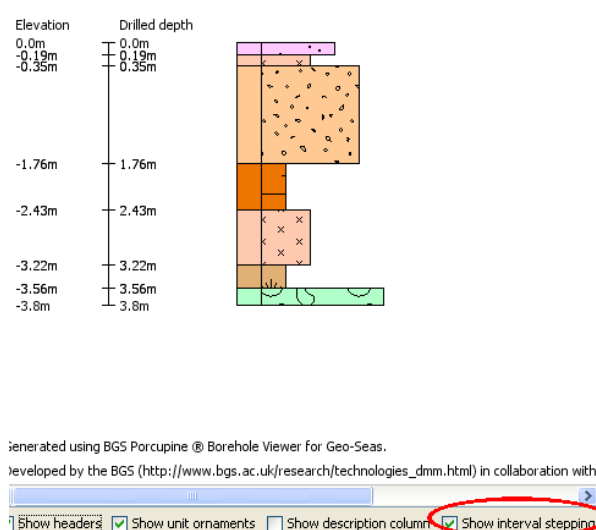 Elevation Drilled depth
0.0m 0.0m
-0.19m 0.19m
-0.35m 0.35m
-1.76m 1.76m
-2.43m 2.43m
-3.22m 3.22m
-3.56m 3.56m
-3.8m 3.8m
Generated using BGS Porcupine ® Borehole Viewer for Geo-Seas.
Developed by the BGS (http://www.bgs.ac.uk/research/technologies_dmm.html) in collaboration with
Show headers Show unit ornaments Show description column Show interval stepping